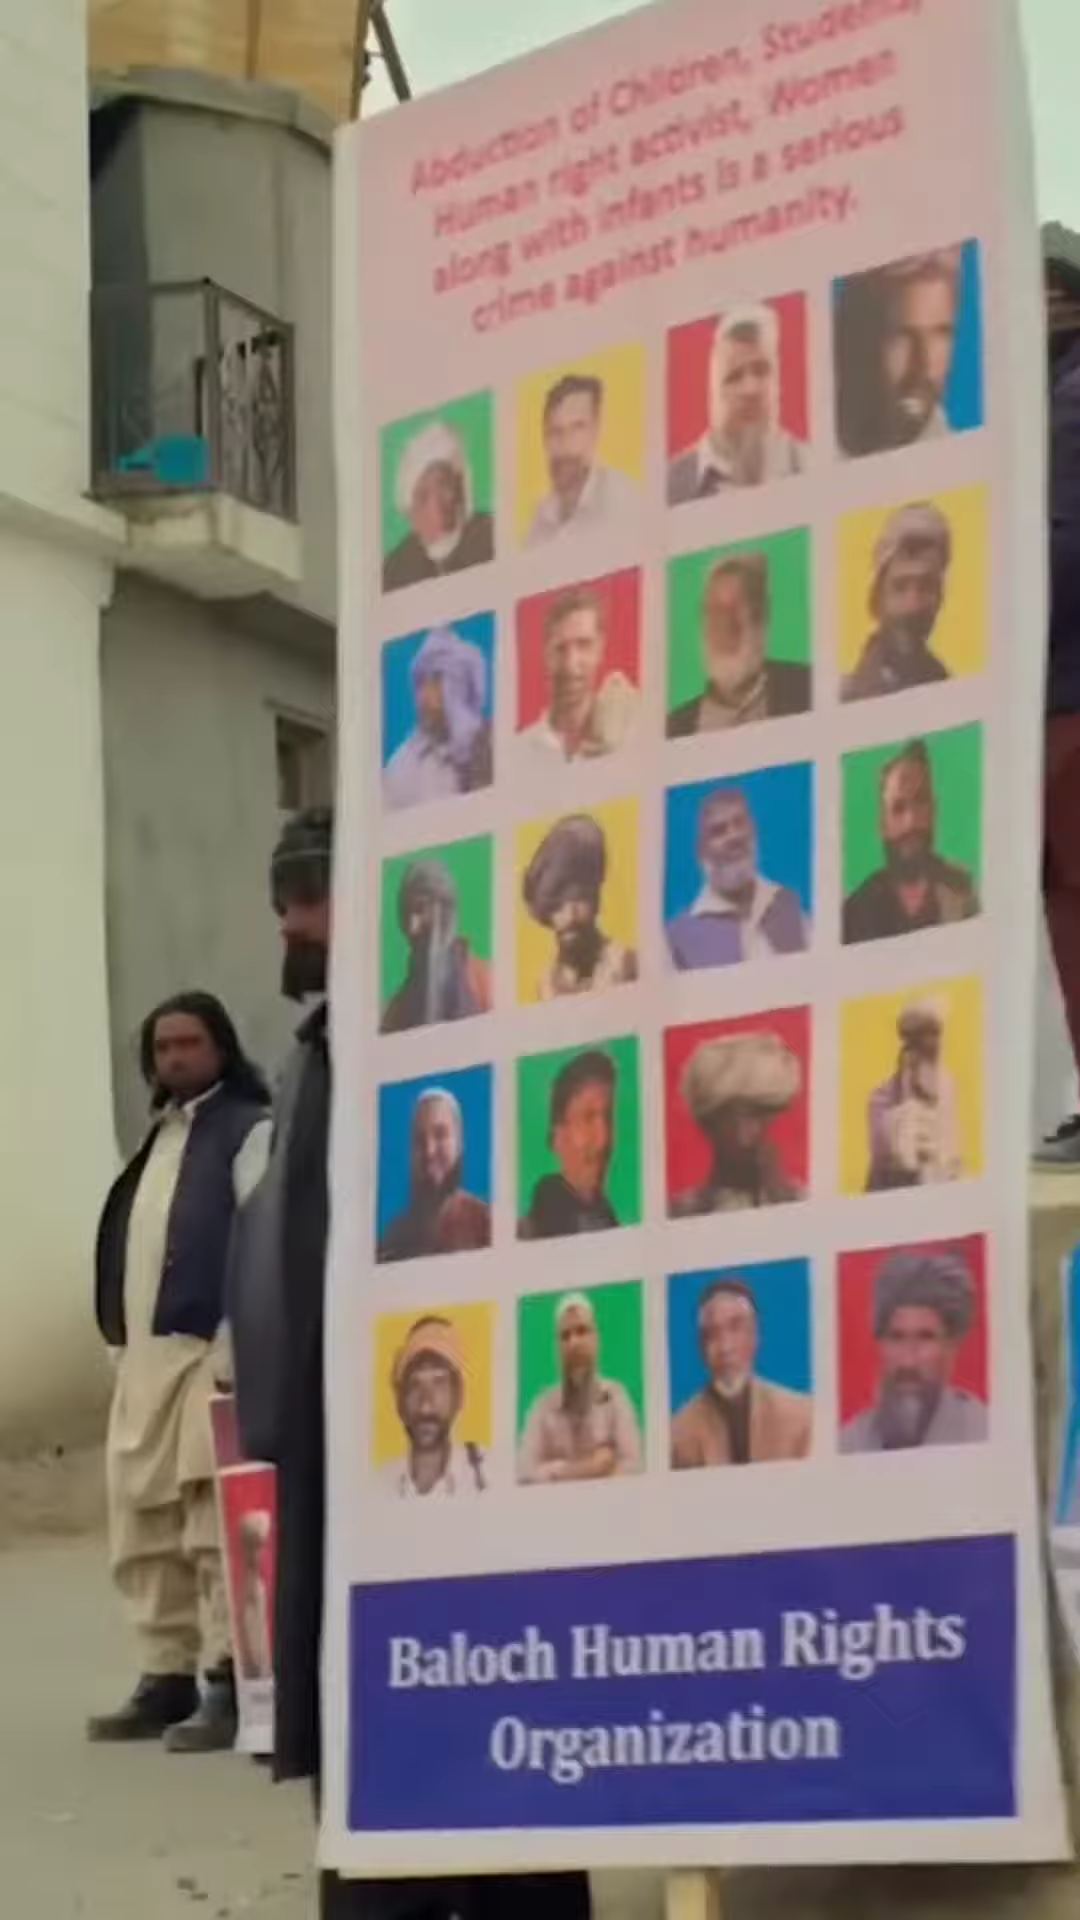 Abduction of Children, Students,
Human right activist, Women
along with infants is a serious
crime against humanity.
Baloch Human Rights
Organization